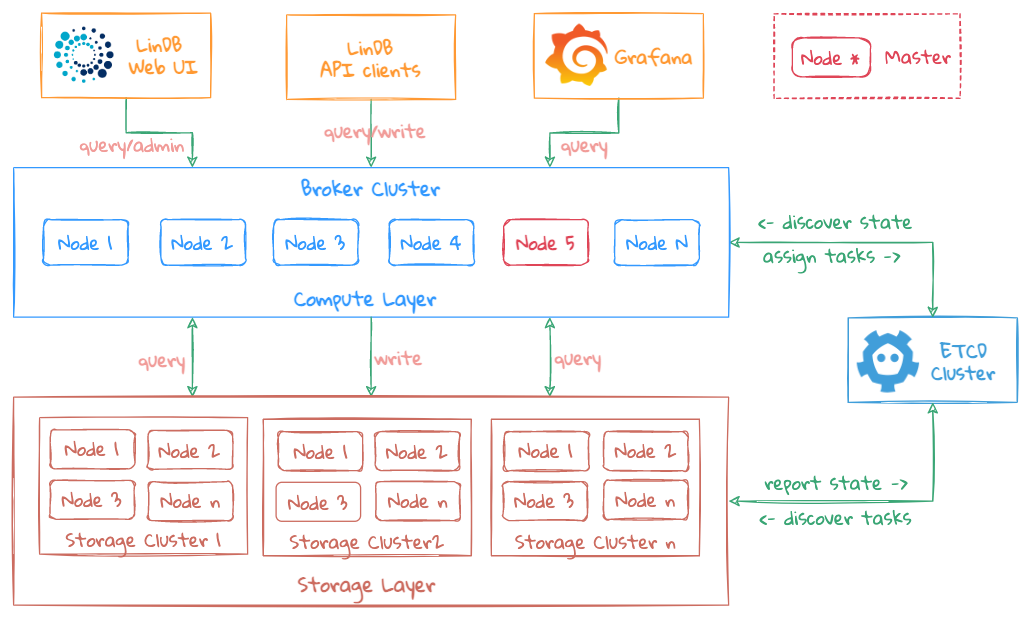 LinDB
Web UI
LinDB
API clients
Grafana
Node *
Master
query/admin
query/write
query
Broker Cluster
Node 1
Node 2
Node 3
Node 4
Node 5
Node N
Compute Layer
<- discover state
assign tasks ->
ETCD
Cluster
query
write
query
Node 1
Node 2
Node 3
Node n
Storage Cluster 1
Node 1
Node 2
Node 3
Node n
Storage Cluster2
Node 1
Node 2
Node 3
Node n
Storage Cluster n
Storage Layer
report state ->
<- discover tasks